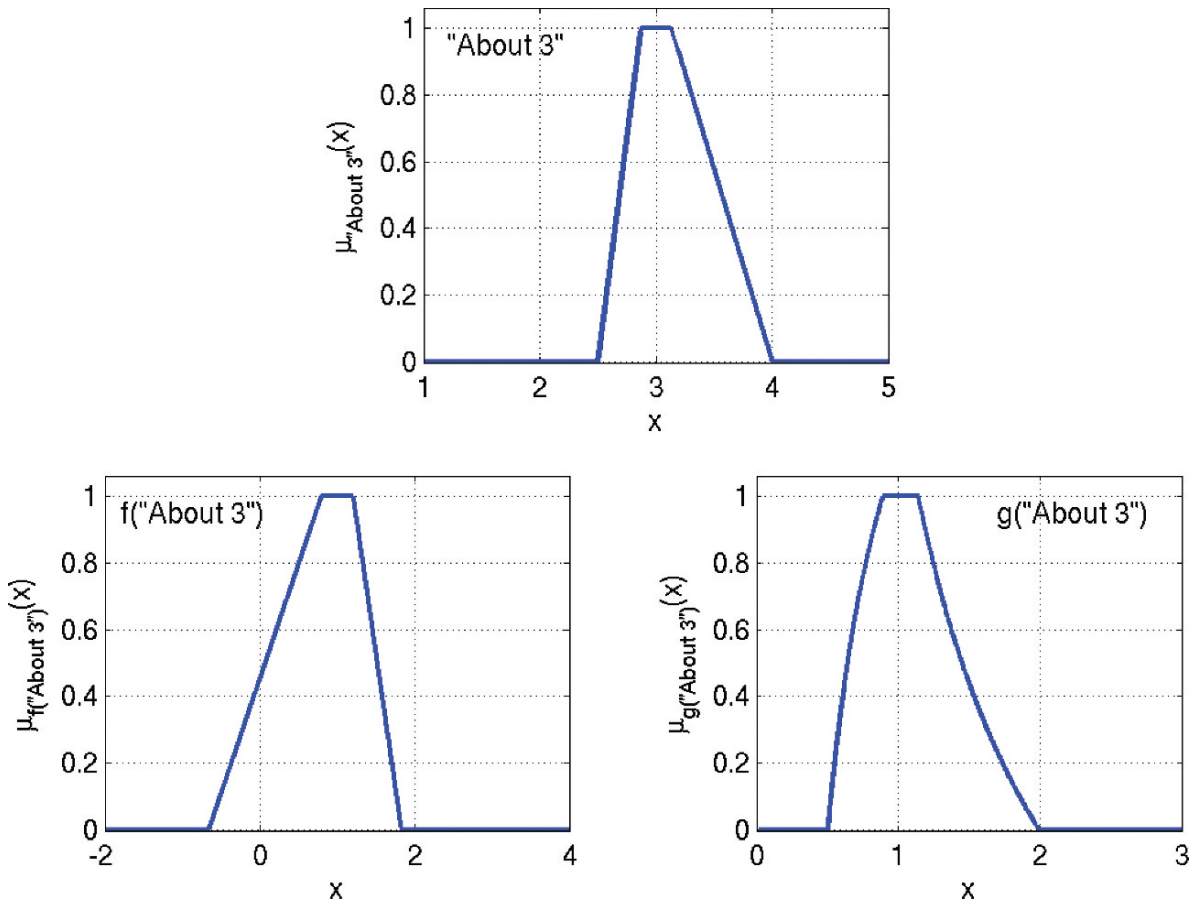 "About 3"
μ"About 3"(x)
1
0.8
0.6
0.4
0.2
0
1 2 3 4 5
x
f("About 3")
μf("About 3")(x)
1
0.8
0.6
0.4
0.2
0
-2 0 2 4
x
g("About 3")
μg("About 3")(x)
1
0.8
0.6
0.4
0.2
0
0 1 2 3
x